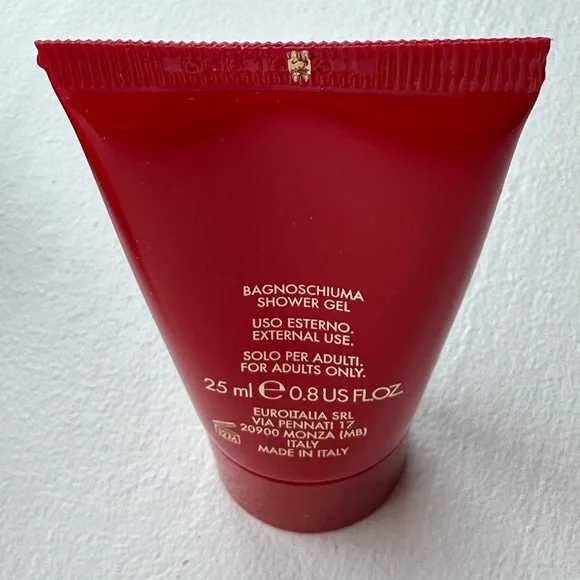 BAGNOSCHIUMA
SHOWER GEL
USO ESTERNO.
EXTERNAL USE.
SOLO PER ADULTI.
FOR ADULTS ONLY.
25 ml e 0.8 US FL.OZ.
EUROITALIA SRL
VIA PENNATI 17
20900 MONZA (MB)
ITALY
MADE IN ITALY
12M